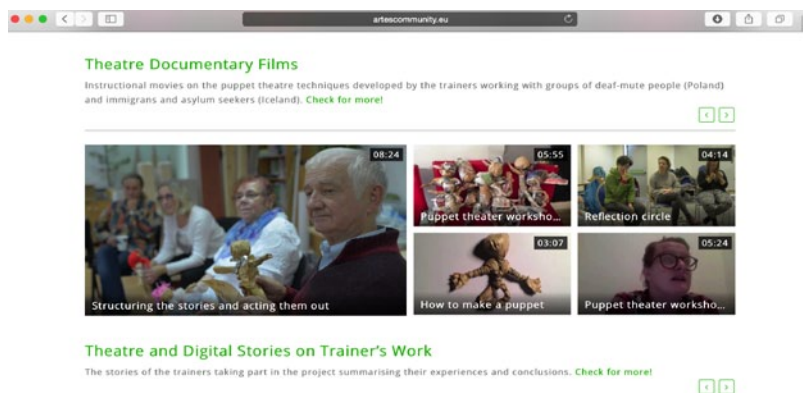 artescommunity.eu
Theatre Documentary Films
Instructional movies on the puppet theatre techniques developed by the trainers working with groups of deaf-mute people (Poland)
and immigrans and asylum seekers (Iceland). Check for more!
08:24
05:55
04:14
Puppet theater worksho...
Reflection circle
03:07
05:24
Structuring the stories and acting them out
How to make a puppet
Puppet theater worksho...
Theatre and Digital Stories on Trainer's Work
The stories of the trainers taking part in the project summarising their experiences and conclusions. Check for more!